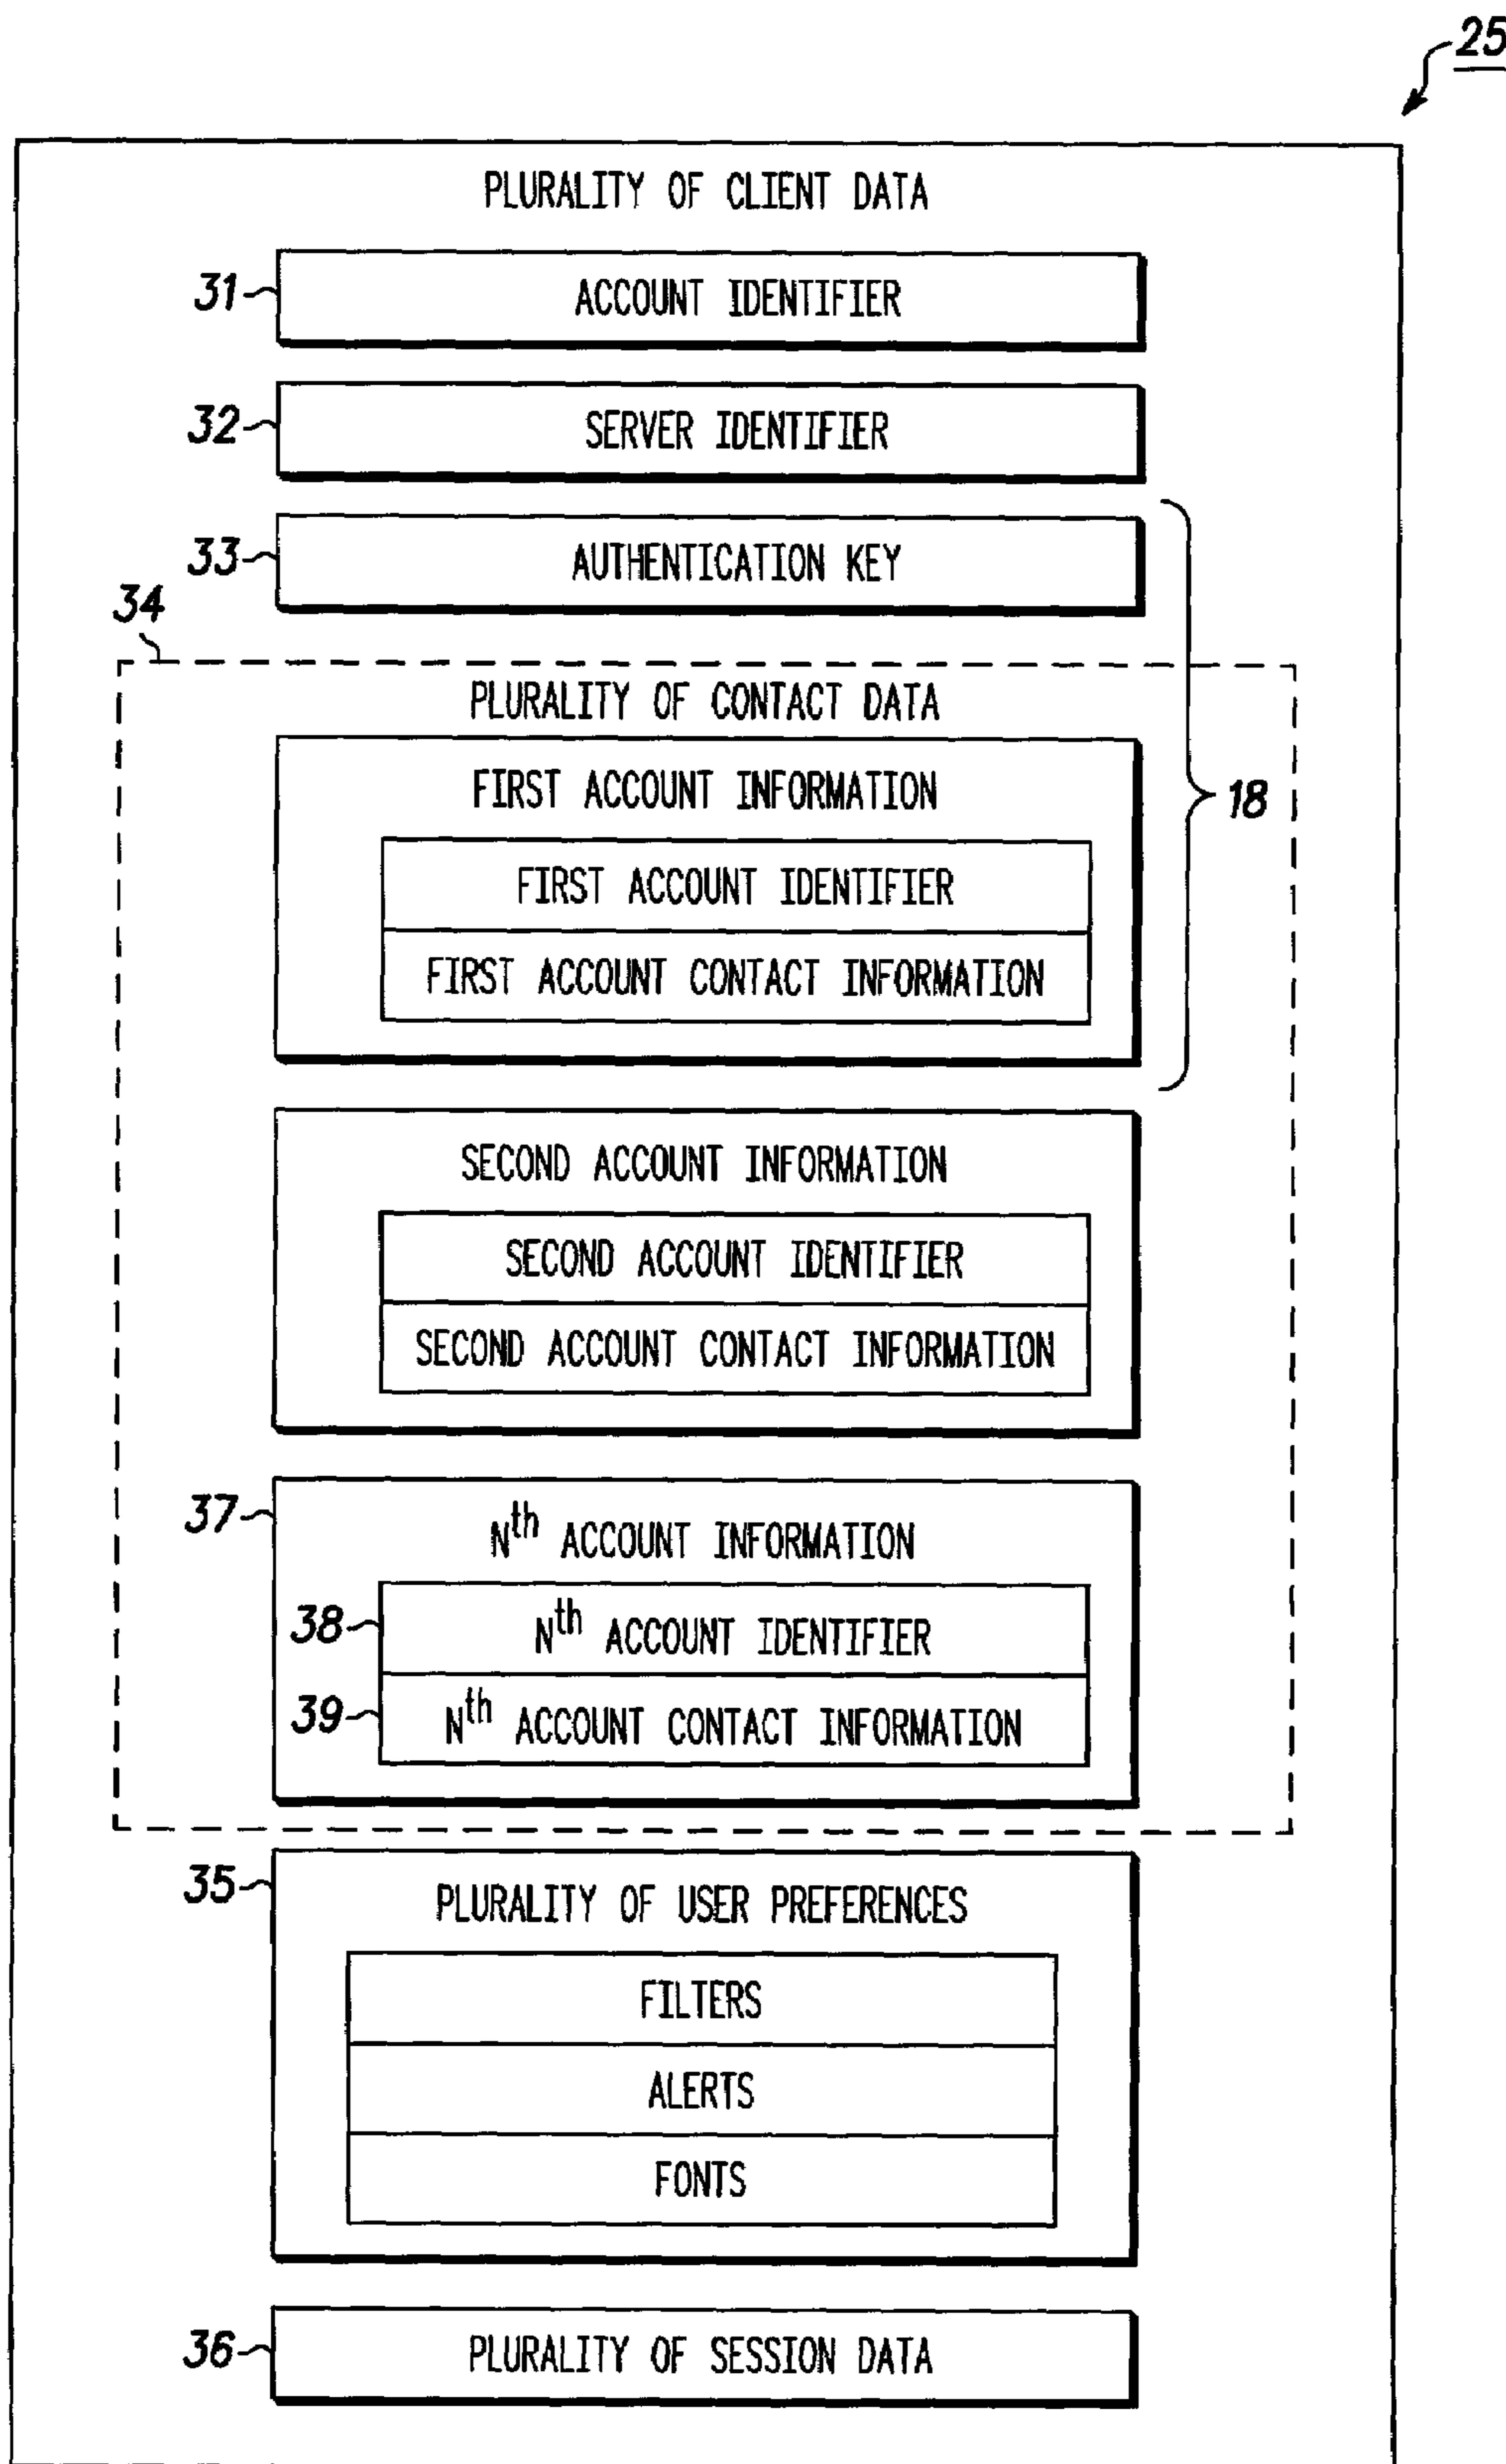 25
PLURALITY OF CLIENT DATA
31
ACCOUNT IDENTIFIER
32
SERVER IDENTIFIER
33
AUTHENTICATION KEY
34
PLURALITY OF CONTACT DATA
FIRST ACCOUNT INFORMATION
18
FIRST ACCOUNT IDENTIFIER
FIRST ACCOUNT CONTACT INFORMATION
SECOND ACCOUNT INFORMATION
SECOND ACCOUNT IDENTIFIER
SECOND ACCOUNT CONTACT INFORMATION
37
Nth ACCOUNT INFORMATION
38
Nth ACCOUNT IDENTIFIER
39
Nth ACCOUNT CONTACT INFORMATION
35
PLURALITY OF USER PREFERENCES
FILTERS
ALERTS
FONTS
36
PLURALITY OF SESSION DATA